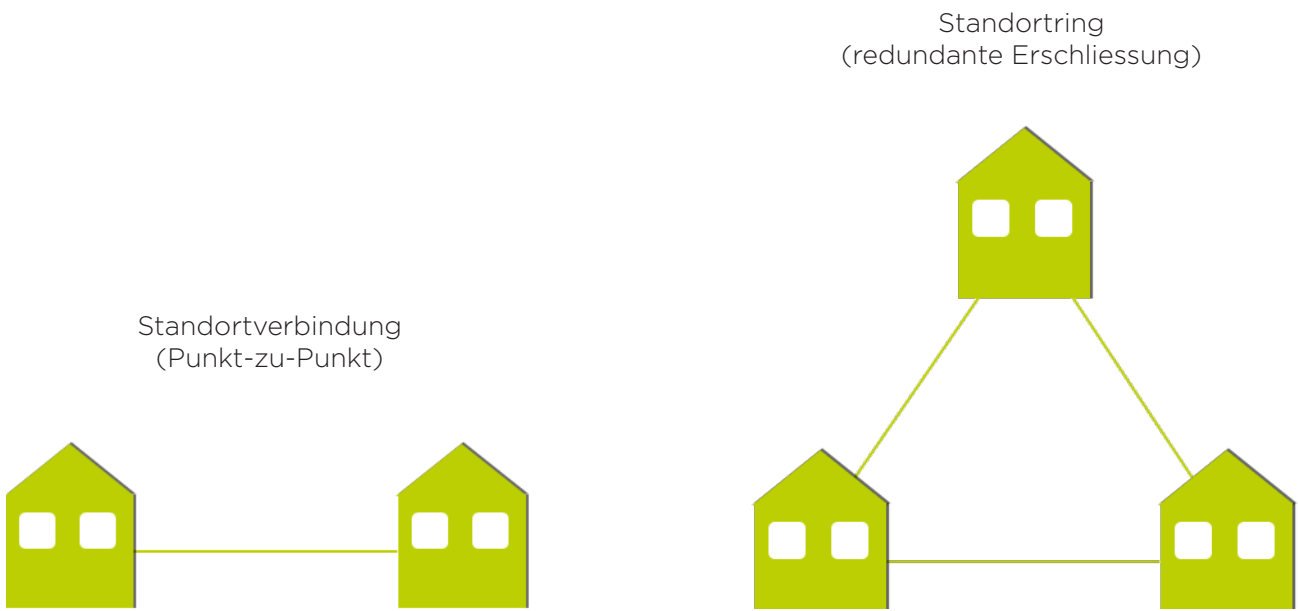 Standortring
(redundante Erschliessung)
Standortverbindung
(Punkt-zu-Punkt)